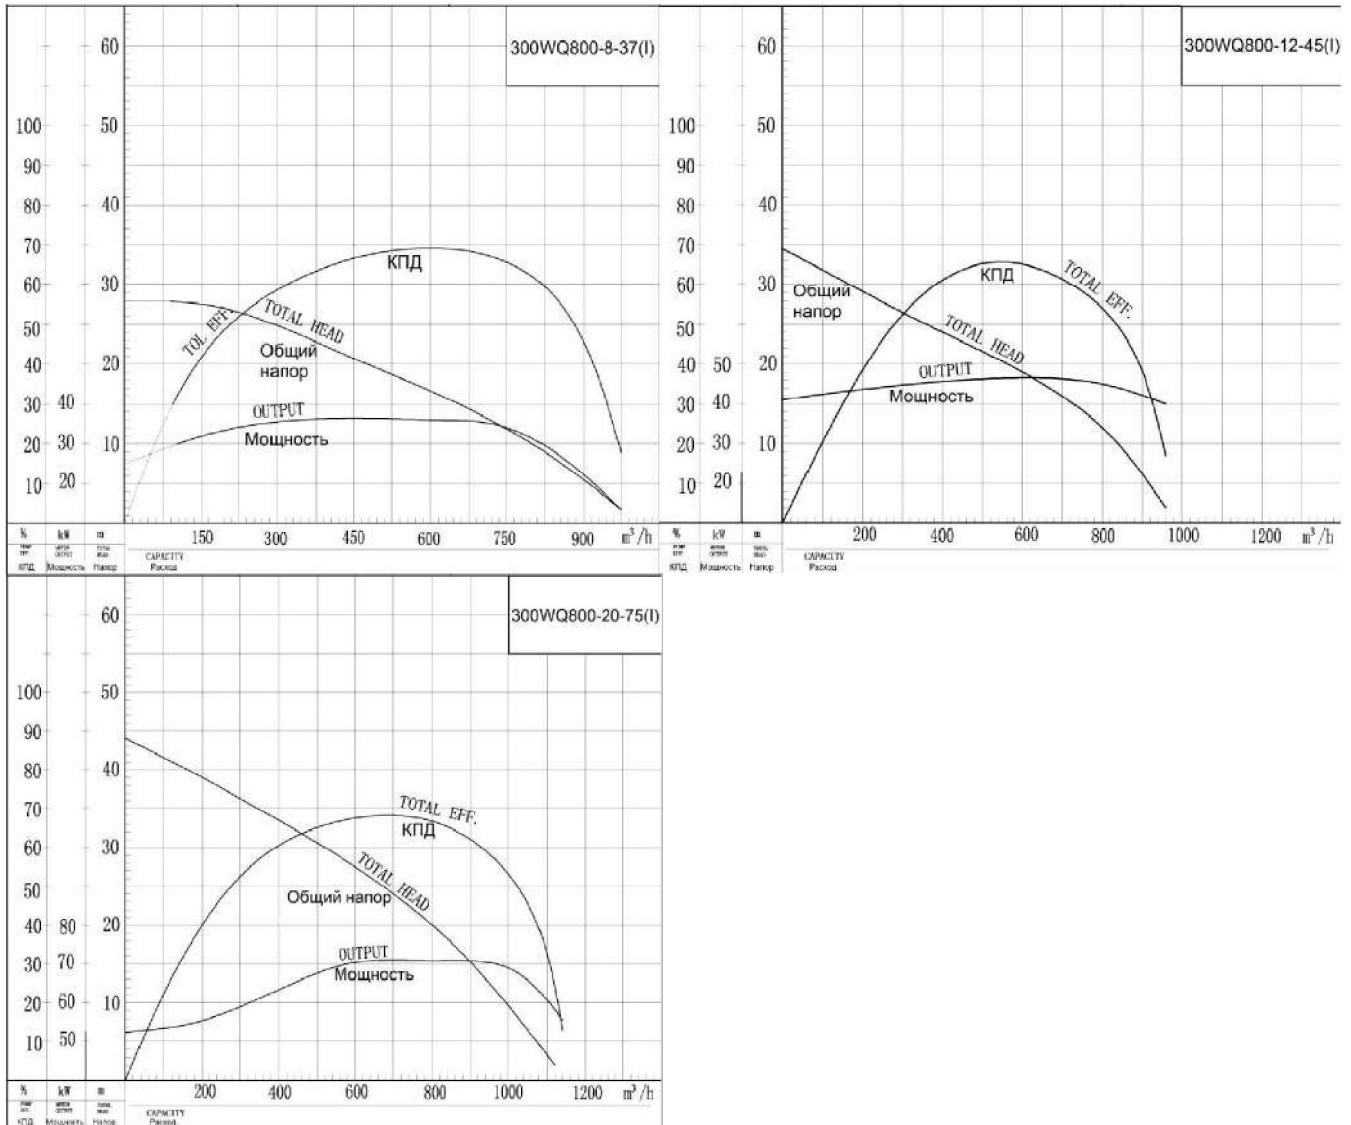 300WQ800-8-37(I)
60
100 50
90
80 40
70
60 30
50
40 20
30 40
20 30 10
10 20
TOL EFF.
КПД
TOTAL HEAD
Общий
напор
OUTPUT
Мощность
% kW m 150 300 450 600 750 900 m³/h
CAPACITY
КПД Мощность Напор Расход
300WQ800-12-45(I)
60
100 50
90
80 40
70
60 30
50
40 50 20
30 40
20 30 10
10 20
КПД
TOTAL EFF.
Общий
напор
TOTAL HEAD
OUTPUT
Мощность
% kW m 200 400 600 800 1000 1200 m³/h
CAPACITY
КПД Мощность Напор Расход
300WQ800-20-75(I)
60
100 50
90
80 40
70
60 30
50
40 80 20
30 70
20 60 10
10 50
TOTAL EFF.
КПД
TOTAL HEAD
Общий напор
OUTPUT
Мощность
% kW m 200 400 600 800 1000 1200 m³/h
CAPACITY
КПД Мощность Напор Расход